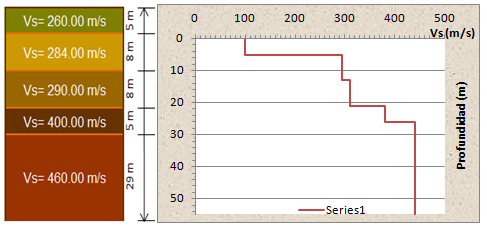 Vs= 260.00 m/s
5 m
Vs= 284.00 m/s
8 m
Vs= 290.00 m/s
8 m
Vs= 400.00 m/s
5 m
Vs= 460.00 m/s
29 m
0 100 200 300 400 500
Vs(m/s)
0
10
20
30
40
50
Profundidad (m)
Series1